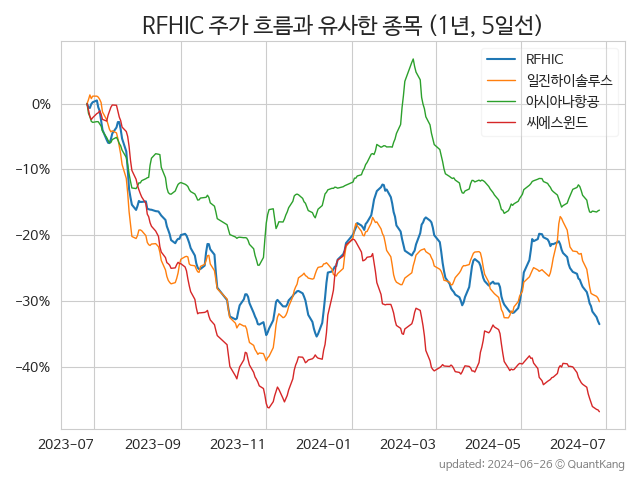 RFHIC 주가 흐름과 유사한 종목 (1년, 5일선)
RFHIC
일진하이솔루스
아시아나항공
씨에스윈드
0%
−10%
−20%
−30%
−40%
2023-07 2023-09 2023-11 2024-01 2024-03 2024-05 2024-07
updated: 2024-06-26 © QuantKang